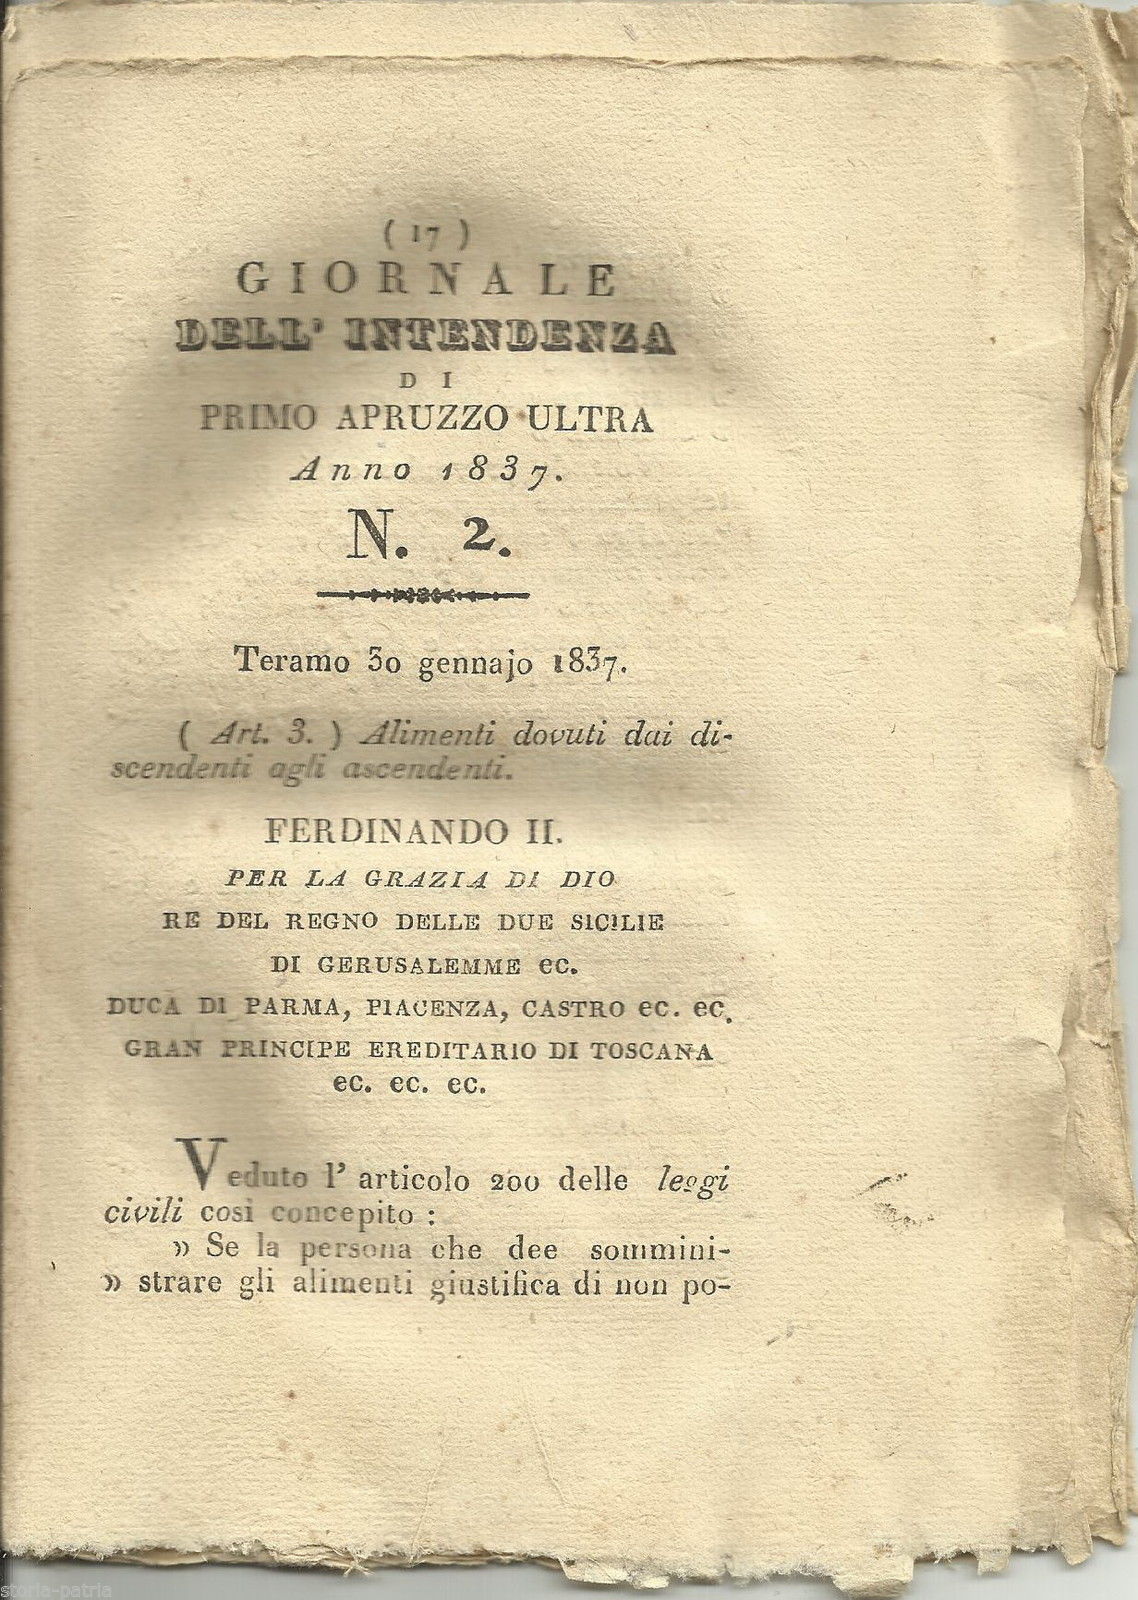 ( 17 )
GIORNALE
DELL' INTENDENZA
DI
PRIMO APRUZZO ULTRA
Anno 1837.
N. 2.
Teramo 30 gennajo 1837.
( Art. 3. ) Alimenti dovuti dai di-
scendenti agli ascendenti.
FERDINANDO II.
PER LA GRAZIA DI DIO
RE DEL REGNO DELLE DUE SICILIE
DI GERUSALEMME ec.
DUCA DI PARMA, PIACENZA, CASTRO ec. ec.
GRAN PRINCIPE EREDITARIO DI TOSCANA
ec. ec. ec.
Veduto l' articolo 200 delle leggi
civili così concepito :
» Se la persona che dee sommini-
» strare gli alimenti giustifica di non po-
storia-patria